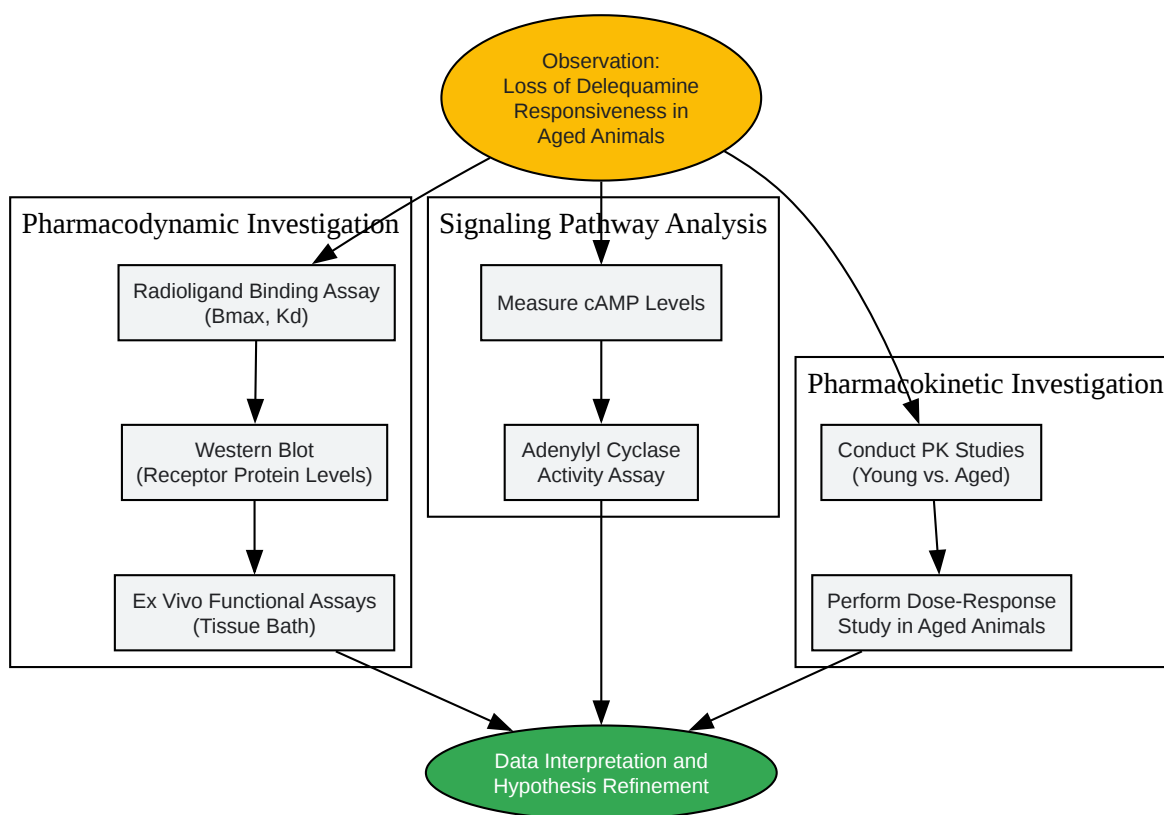 Observation:
Loss of Delequamine
Responsiveness in
Aged Animals
Pharmacodynamic Investigation
Radioligand Binding Assay
(Bmax, Kd)
Western Blot
(Receptor Protein Levels)
Ex Vivo Functional Assays
(Tissue Bath)
Signaling Pathway Analysis
Measure cAMP Levels
Adenylyl Cyclase
Activity Assay
Pharmacokinetic Investigation
Conduct PK Studies
(Young vs. Aged)
Perform Dose-Response
Study in Aged Animals
Data Interpretation and
Hypothesis Refinement